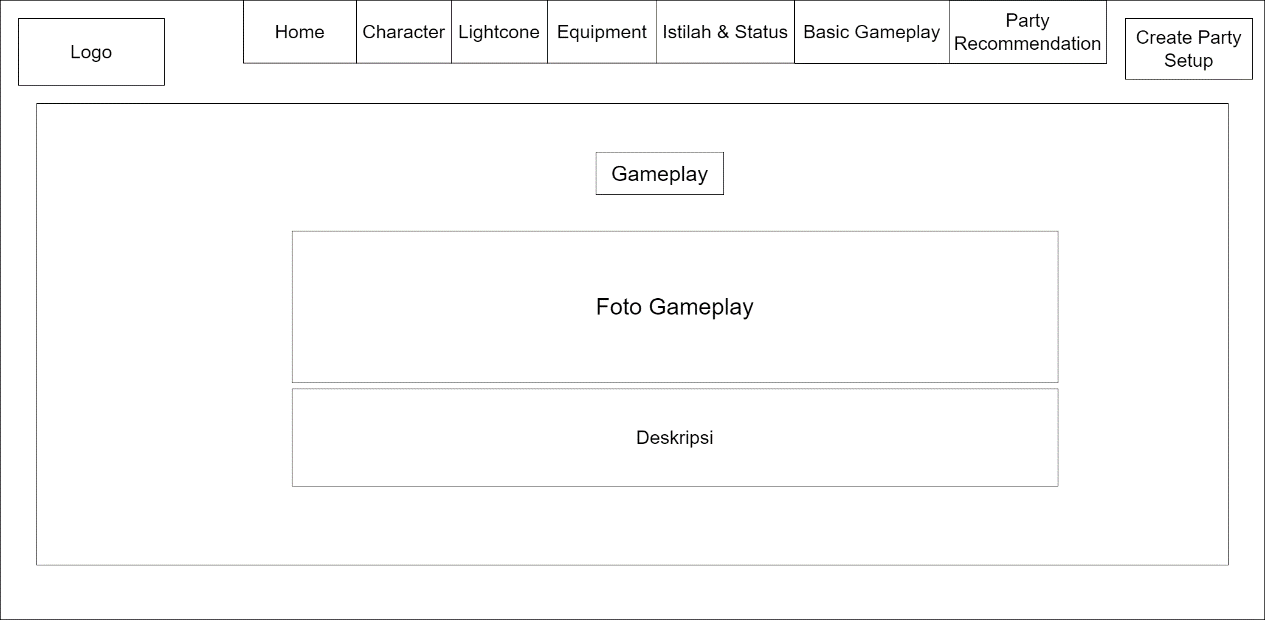 Logo
Home
Character
Lightcone
Equipment
Istilah & Status
Basic Gameplay
Party
Recommendation
Create Party
Setup
Gameplay
Foto Gameplay
Deskripsi